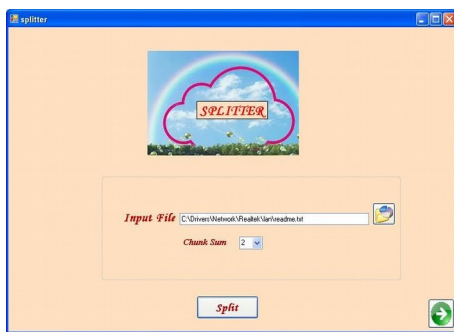 splitter
SPLITTER
Input File C:\Drivers\Network\Realtek\lan\readme.txt
Chunk Sum 2
Split